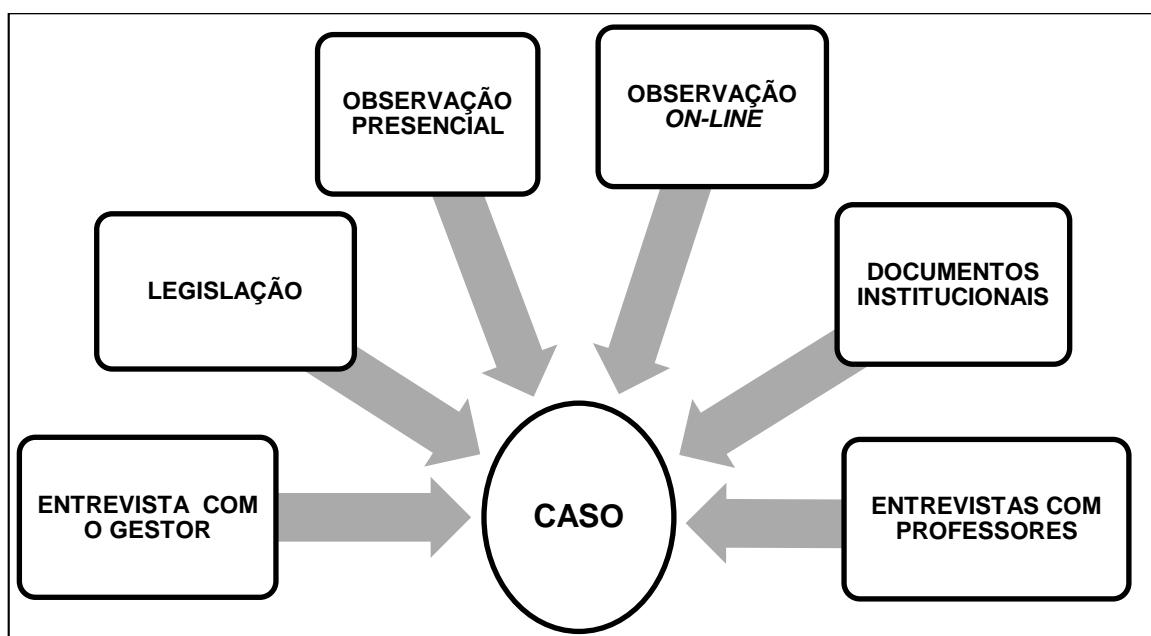 OBSERVAÇÃO
PRESENCIAL
OBSERVAÇÃO
ON-LINE
LEGISLAÇÃO
DOCUMENTOS
INSTITUCIONAIS
ENTREVISTA COM
O GESTOR
CASO
ENTREVISTAS COM
PROFESSORES